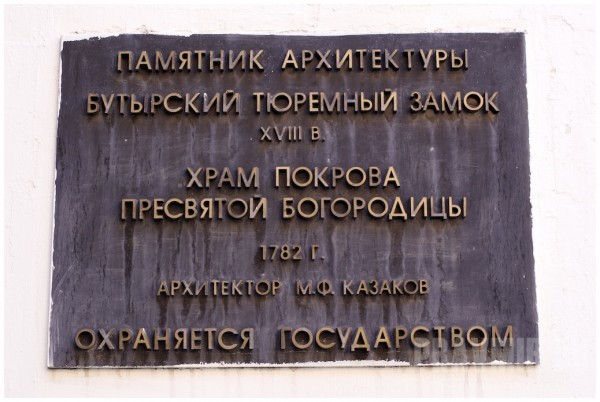 ПАМЯТНИК АРХИТЕКТУРЫ
БУТЫРСКИЙ ТЮРЕМНЫЙ ЗАМОК
XVIII В.
ХРАМ ПОКРОВА
ПРЕСВЯТОЙ БОГОРОДИЦЫ
1782 Г.
АРХИТЕКТОР М.Ф. КАЗАКОВ
ОХРАНЯЕТСЯ ГОСУДАРСТВОМ